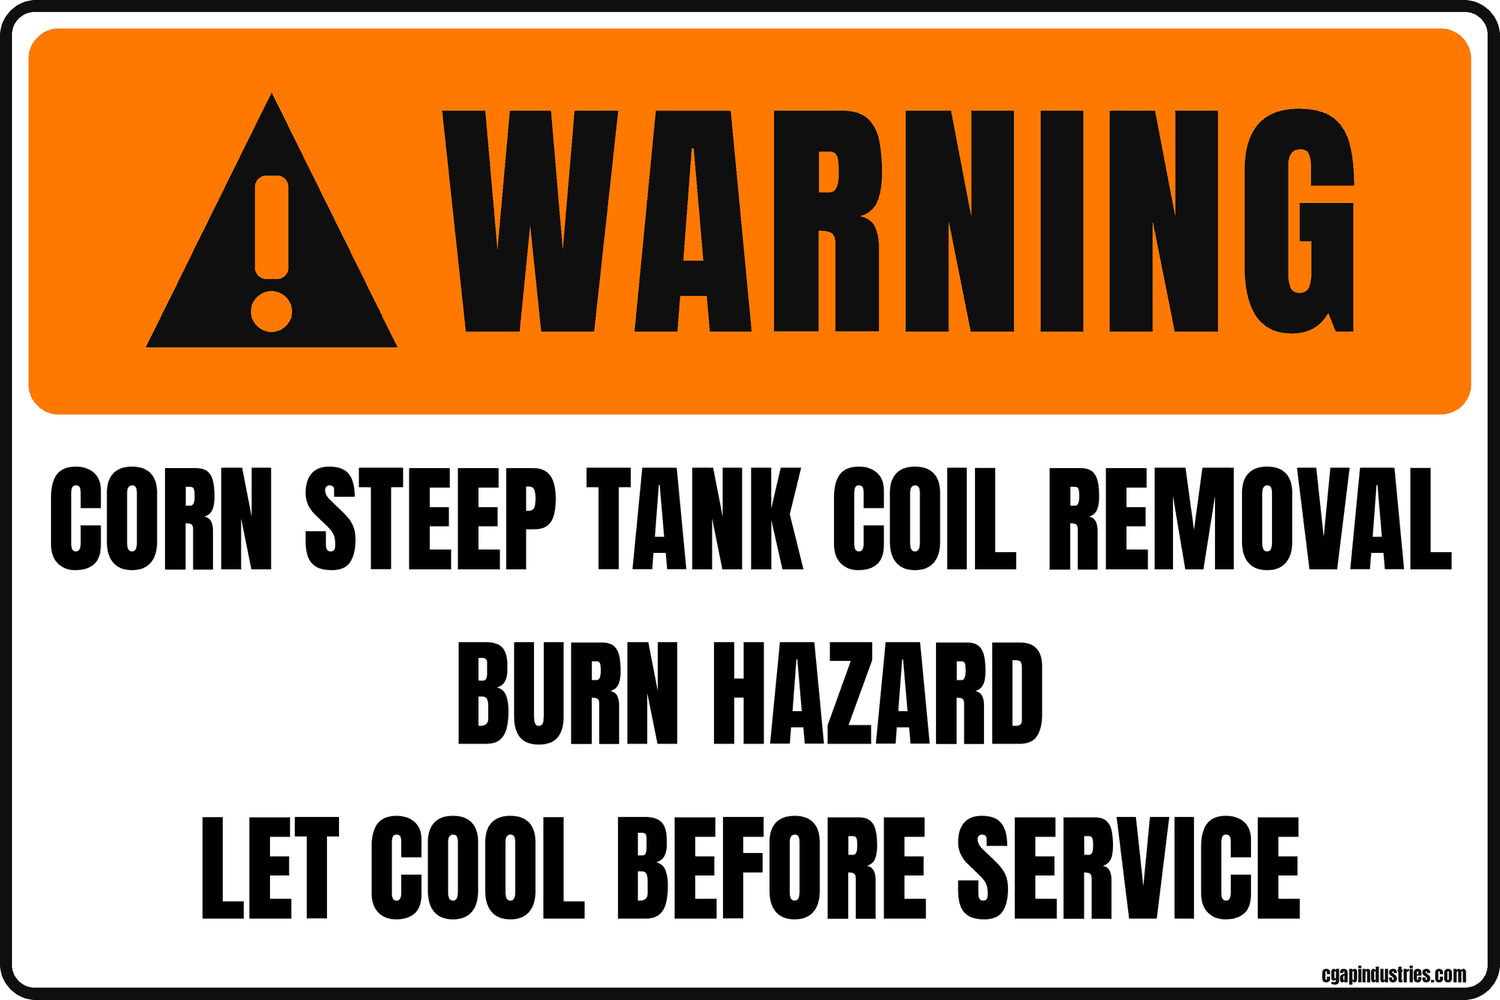 WARNING
CORN STEEP TANK COIL REMOVAL
BURN HAZARD
LET COOL BEFORE SERVICE
cgapindustries.com